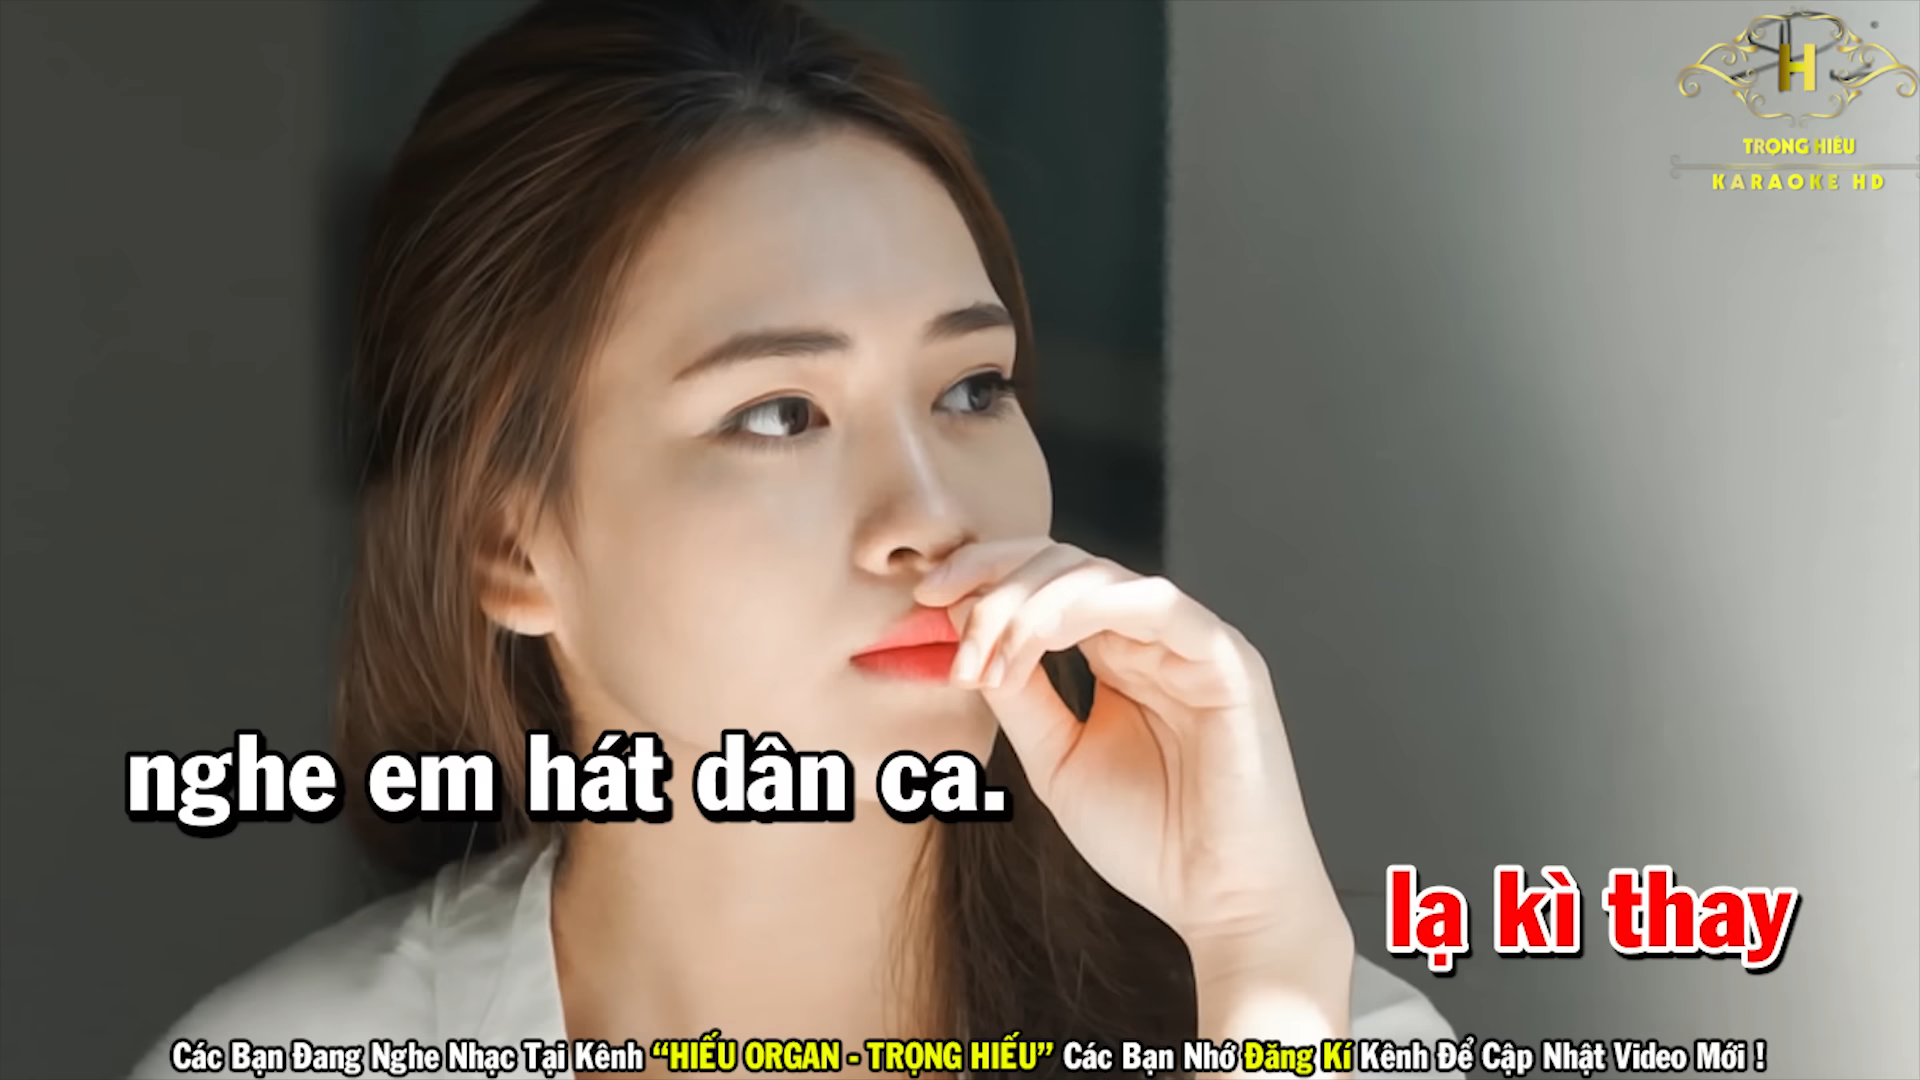 H
TRỌNG HIẾU
KARAOKE HD
nghe em hát dân ca.
lạ kì thay
Các Bạn Đang Nghe Nhạc Tại Kênh “HIẾU ORGAN - TRỌNG HIẾU” Các Bạn Nhớ Đăng Kí Kênh Để Cập Nhật Video Mới !